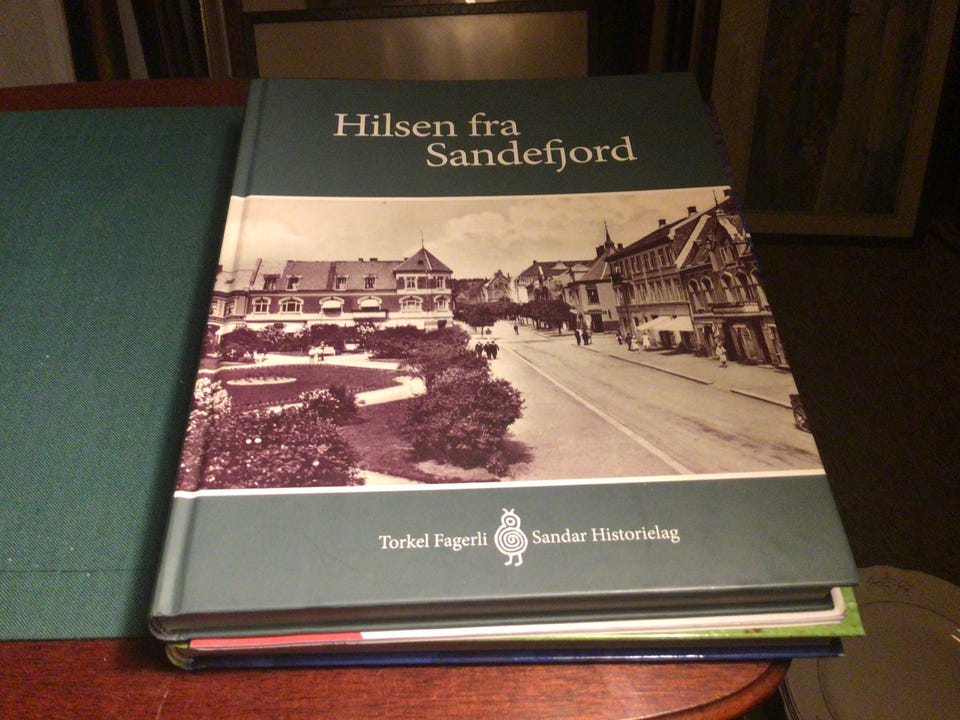 Hilsen fra
Sandefjord
Torkel Fagerli Sandar Historielag